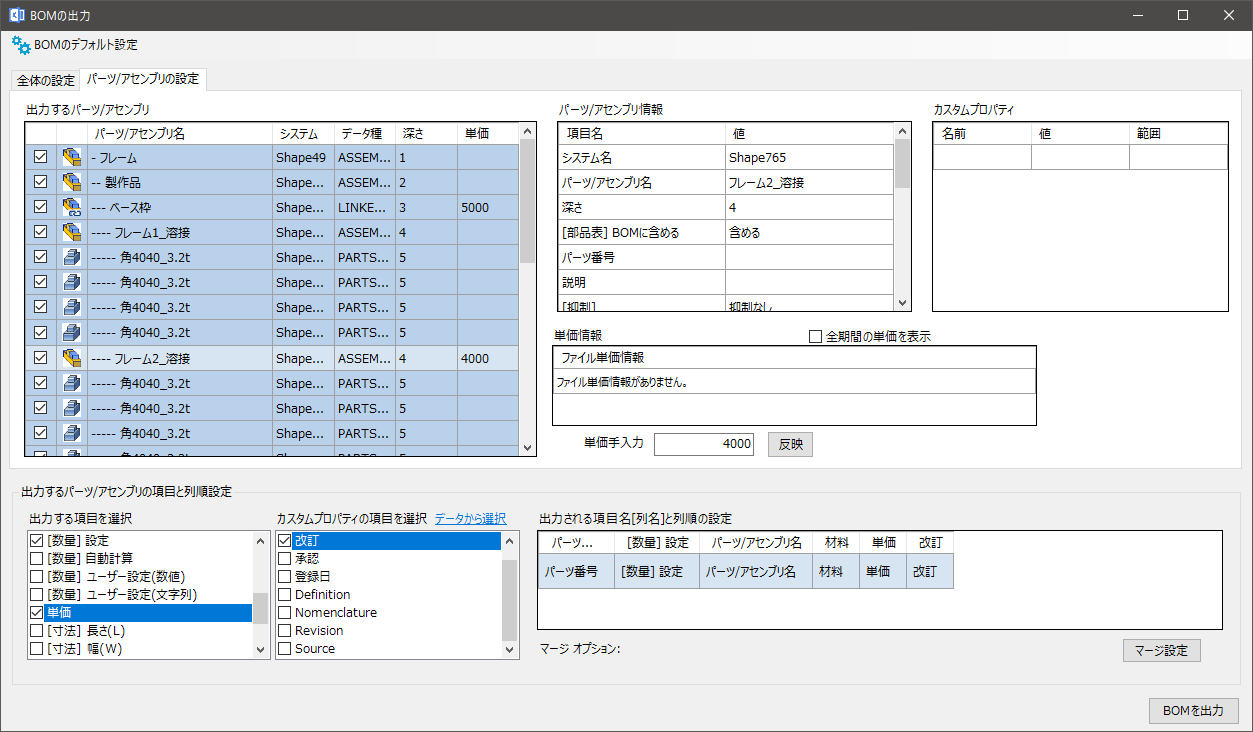 BOMの出力
BOMのデフォルト設定
全体の設定 パーツ/アセンブリの設定
出力するパーツ/アセンブリ
パーツ/アセンブリ名 システム データ種 深さ 単価
- フレーム Shape49 ASSEM... 1
-- 製作品 Shape... ASSEM... 2
--- ベース枠 Shape... LINKE... 3 5000
---- フレーム1_溶接 Shape... ASSEM... 4
----- 角4040_3.2t Shape... PARTS... 5
----- 角4040_3.2t Shape... PARTS... 5
----- 角4040_3.2t Shape... PARTS... 5
----- 角4040_3.2t Shape... PARTS... 5
---- フレーム2_溶接 Shape... ASSEM... 4 4000
----- 角4040_3.2t Shape... PARTS... 5
----- 角4040_3.2t Shape... PARTS... 5
----- 角4040_3.2t Shape... PARTS... 5
----- 角4040_3.2t Shape... PARTS... 5
パーツ/アセンブリ情報
項目名 値
システム名 Shape765
パーツ/アセンブリ名 フレーム2_溶接
深さ 4
[部品表] BOMに含める 含める
パーツ番号
説明
[抑制] 抑制なし
カスタムプロパティ
名前 値 範囲
単価情報 全期間の単価を表示
ファイル単価情報
ファイル単価情報がありません。
単価手入力 4000 反映
出力するパーツ/アセンブリの項目と列順設定
出力する項目を選択
[数量] 設定
[数量] 自動計算
[数量] ユーザー設定(数値)
[数量] ユーザー設定(文字列)
単価
[寸法] 長さ(L)
[寸法] 幅(W)
カスタムプロパティの項目を選択 データから選択
改訂
承認
登録日
Definition
Nomenclature
Revision
Source
出力される項目名[列名]と列順の設定
パーツ... [数量] 設定 パーツ/アセンブリ名 材料 単価 改訂
パーツ番号 [数量] 設定 パーツ/アセンブリ名 材料 単価 改訂
マージ オプション: マージ設定
BOMを出力